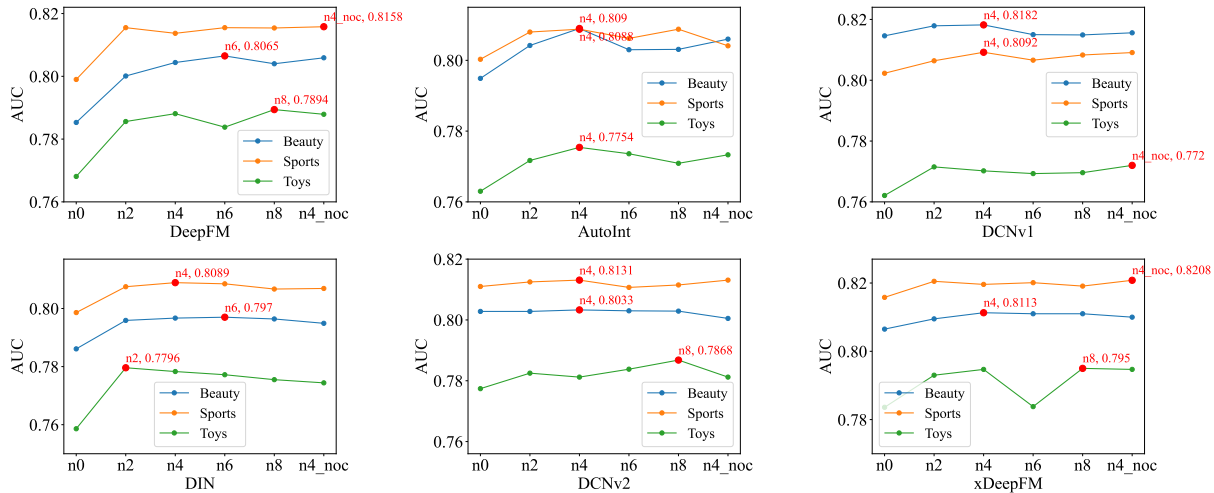 n4_noc, 0.8158
n6, 0.8065
n8, 0.7894
0.82
0.80
0.78
0.76
AUC
Beauty
Sports
Toys
n0 n2 n4 n6 n8 n4_noc
DeepFM
n4, 0.809
n4, 0.8088
n4, 0.7754
0.80
0.78
0.76
AUC
Beauty
Sports
Toys
n0 n2 n4 n6 n8 n4_noc
AutoInt
n4, 0.8182
n4, 0.8092
n4_noc, 0.772
0.82
0.80
0.78
0.76
AUC
Beauty
Sports
Toys
n0 n2 n4 n6 n8 n4_noc
DCNv1
n4, 0.8089
n6, 0.797
n2, 0.7796
0.80
0.78
0.76
AUC
Beauty
Sports
Toys
n0 n2 n4 n6 n8 n4_noc
DIN
n4, 0.8131
n4, 0.8033
n8, 0.7868
0.82
0.80
0.78
0.76
AUC
Beauty
Sports
Toys
n0 n2 n4 n6 n8 n4_noc
DCNv2
n4_noc, 0.8208
n4, 0.8113
n8, 0.795
0.82
0.80
0.78
AUC
Beauty
Sports
Toys
n0 n2 n4 n6 n8 n4_noc
xDeepFM